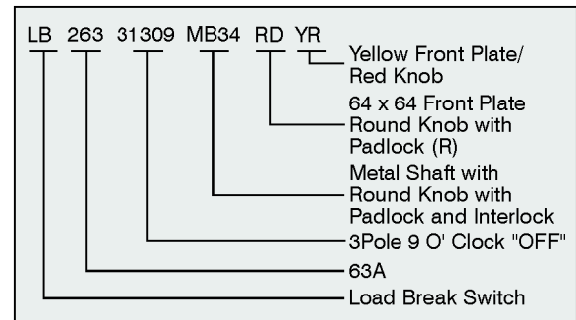 LB 263 31309 MB34 RD YR
Yellow Front Plate/
Red Knob
64 x 64 Front Plate
Round Knob with
Padlock (R)
Metal Shaft with
Round Knob with
Padlock and Interlock
3Pole 9 O' Clock "OFF"
63A
Load Break Switch